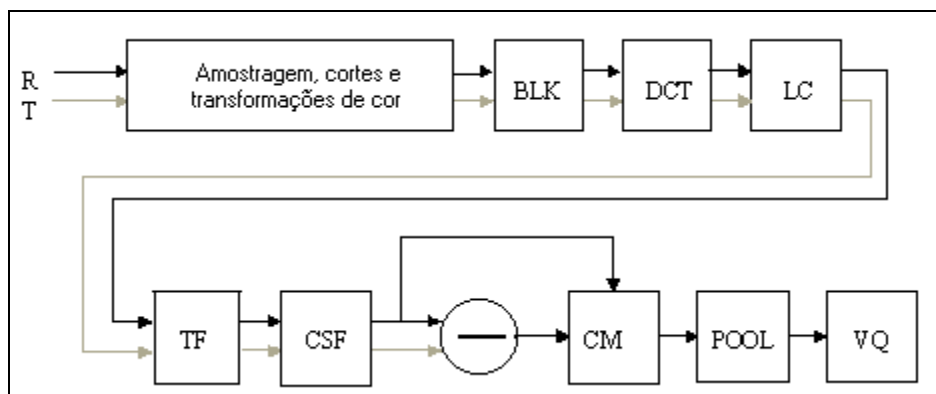 R
T
Amostragem, cortes e
transformações de cor
BLK
DCT
LC
TF
CSF
CM
POOL
VQ